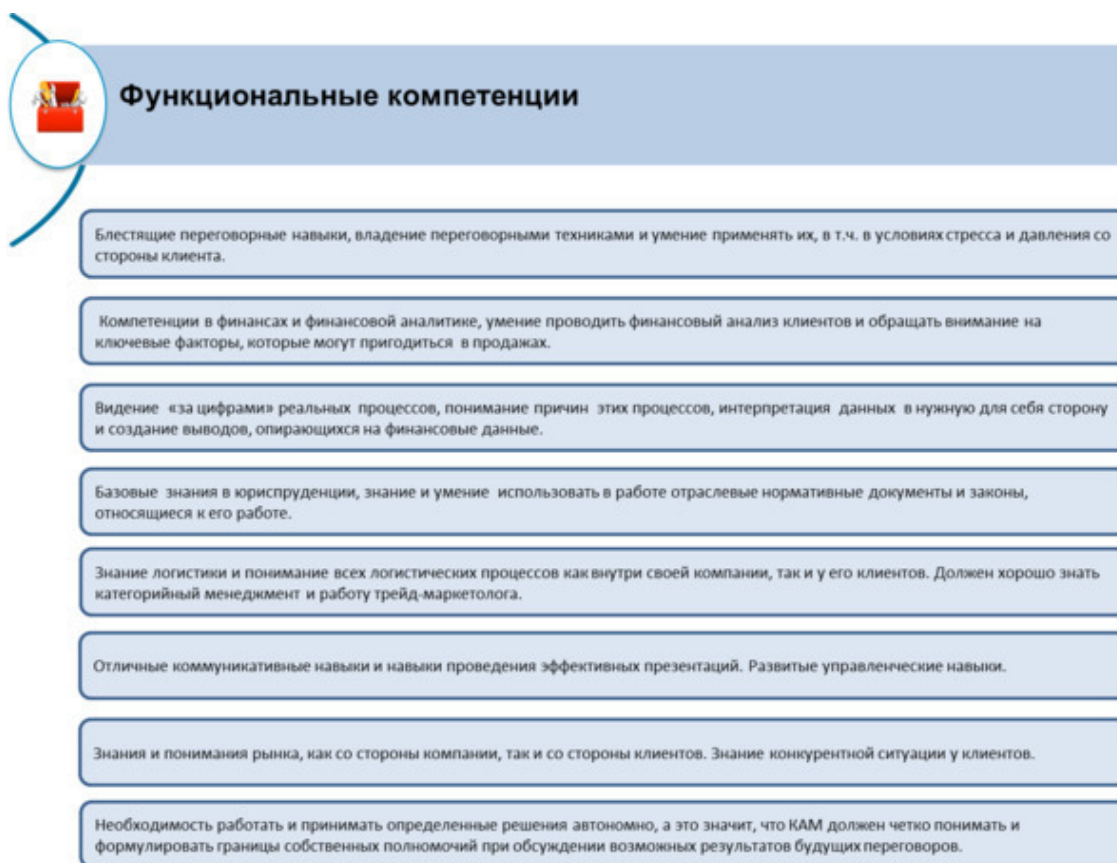 Функциональные компетенции
Блестящие переговорные навыки, владение переговорными техниками и умение применять их, в т.ч. в условиях стресса и давления со
стороны клиента.
Компетенции в финансах и финансовой аналитике, умение проводить финансовый анализ клиентов и обращать внимание на
ключевые факторы, которые могут пригодиться в продажах.
Видение «за цифрами» реальных процессов, понимание причин этих процессов, интерпретация данных в нужную для себя сторону
и создание выводов, опирающихся на финансовые данные.
Базовые знания в юриспруденции, знание и умение использовать в работе отраслевые нормативные документы и законы,
относящиеся к его работе.
Знание логистики и понимание всех логистических процессов как внутри своей компании, так и у его клиентов. Должен хорошо знать
категорийный менеджмент и работу трейд-маркетолога.
Отличные коммуникативные навыки и навыки проведения эффективных презентаций. Развитые управленческие навыки.
Знания и понимания рынка, как со стороны компании, так и со стороны клиентов. Знание конкурентной ситуации у клиентов.
Необходимость работать и принимать определенные решения автономно, а это значит, что КАМ должен четко понимать и
формулировать границы собственных полномочий при обсуждении возможных результатов будущих переговоров.